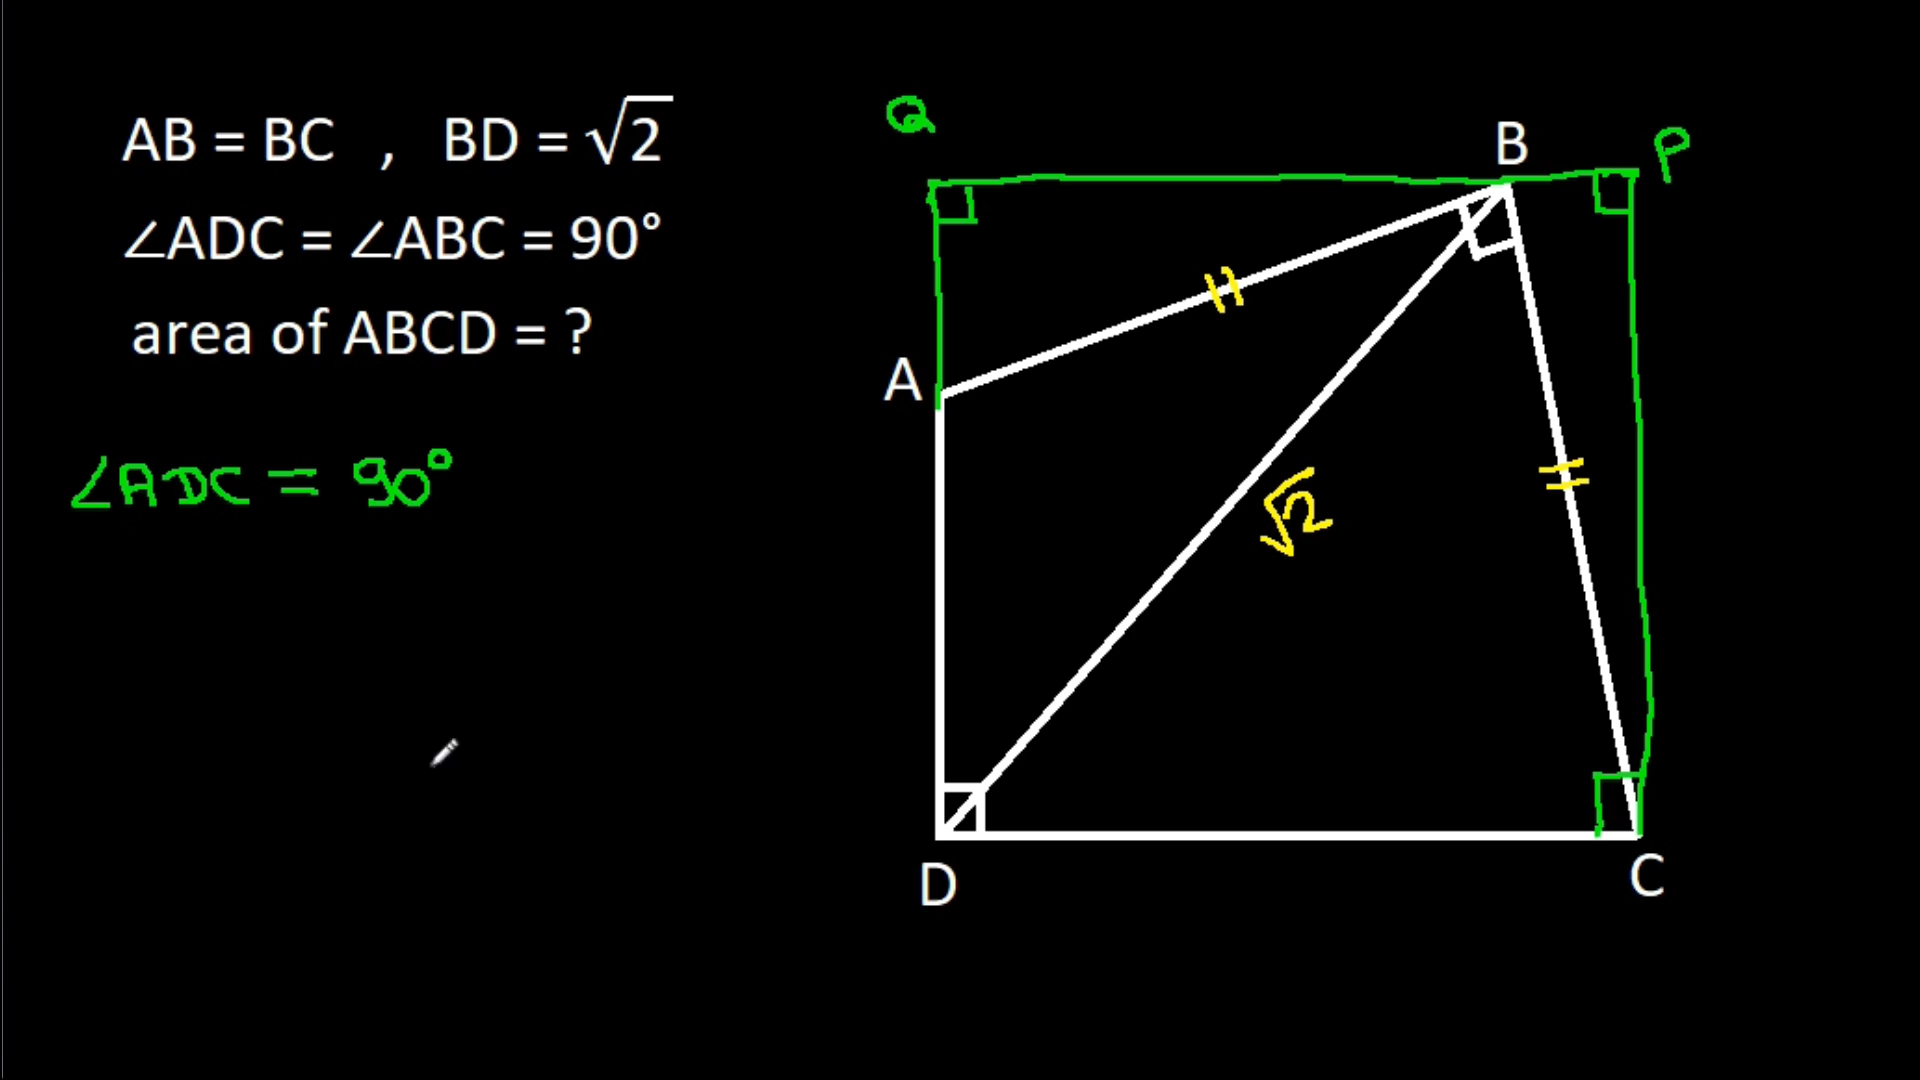 AB = BC , BD = √2
∠ADC = ∠ABC = 90°
area of ABCD = ?
∠ADC = 90°
Q
B
P
A
√2
D
C